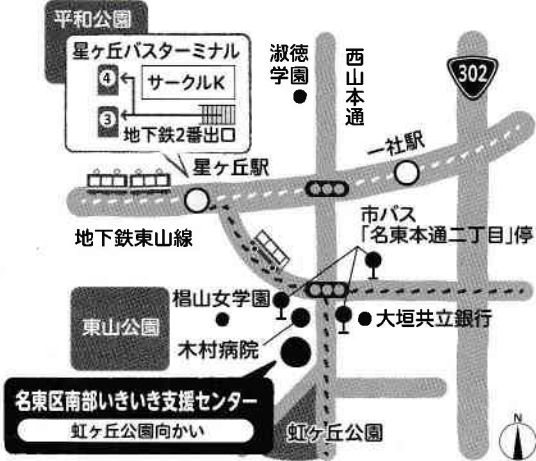 平和公園
星ヶ丘バスターミナル
④
サークルK
③
地下鉄2番出口
淑徳
学園
西山本通
302
星ヶ丘駅
一社駅
地下鉄東山線
市バス
「名東本通二丁目」停
椙山女学園
東山公園
大垣共立銀行
木村病院
名東区南部いきいき支援センター
虹ヶ丘公園向かい
虹ヶ丘公園
N